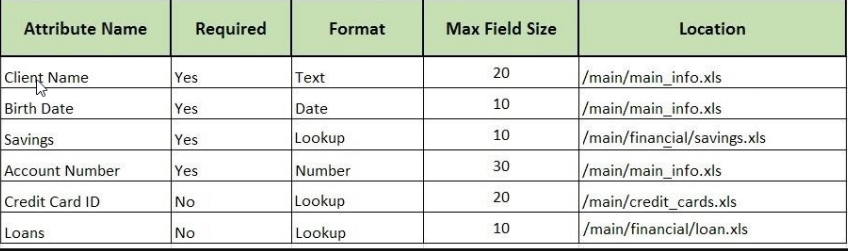 Attribute Name Required Format Max Field Size Location
Client Name Yes Text 20 /main/main_info.xls
Birth Date Yes Date 10 /main/main_info.xls
Savings Yes Lookup 10 /main/financial/savings.xls
Account Number Yes Number 30 /main/main_info.xls
Credit Card ID No Lookup 20 /main/credit_cards.xls
Loans No Lookup 10 /main/financial/loan.xls